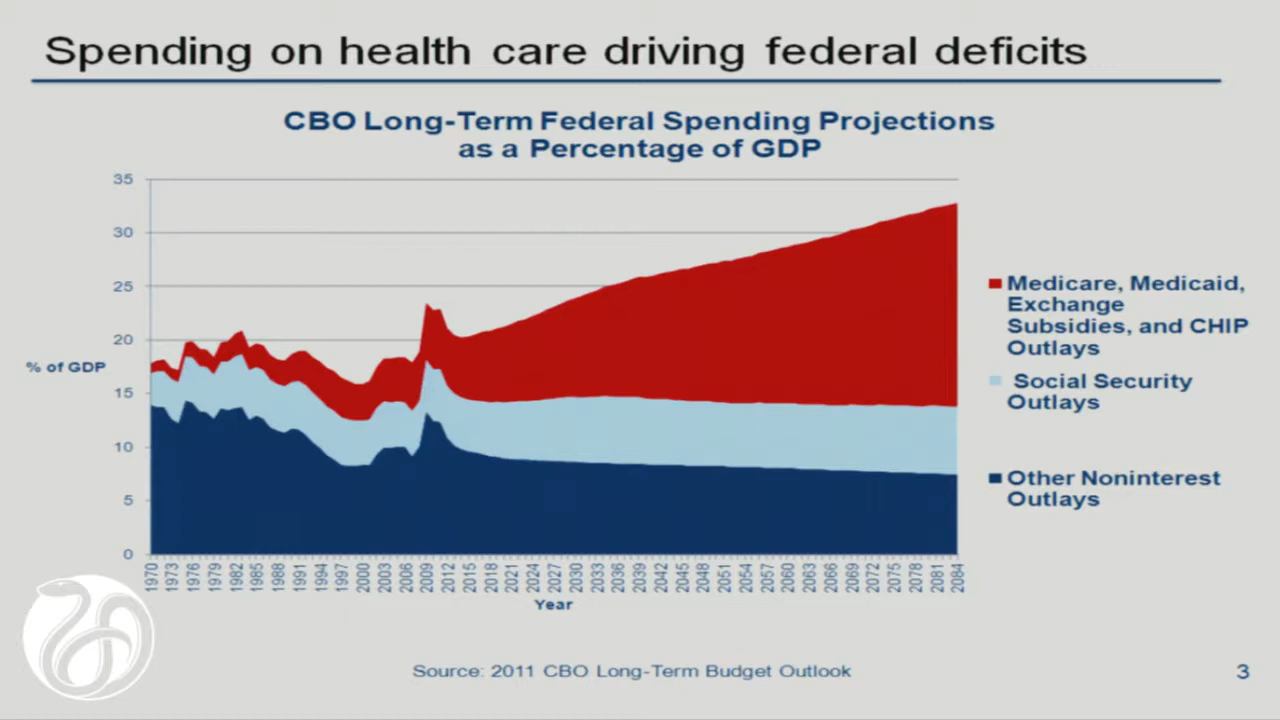 Spending on health care driving federal deficits
CBO Long-Term Federal Spending Projections
as a Percentage of GDP
35
30
25
20
15
10
5
0
% of GDP
1970 1973 1976 1979 1982 1985 1988 1991 1994 1997 2000 2003 2006 2009 2012 2015 2018 2021 2024 2027 2030 2033 2036 2039 2042 2045 2048 2051 2054 2057 2060 2063 2066 2069 2072 2075 2078 2081 2084
Year
Medicare, Medicaid,
Exchange
Subsidies, and CHIP
Outlays
Social Security
Outlays
Other Noninterest
Outlays
Source: 2011 CBO Long-Term Budget Outlook
3